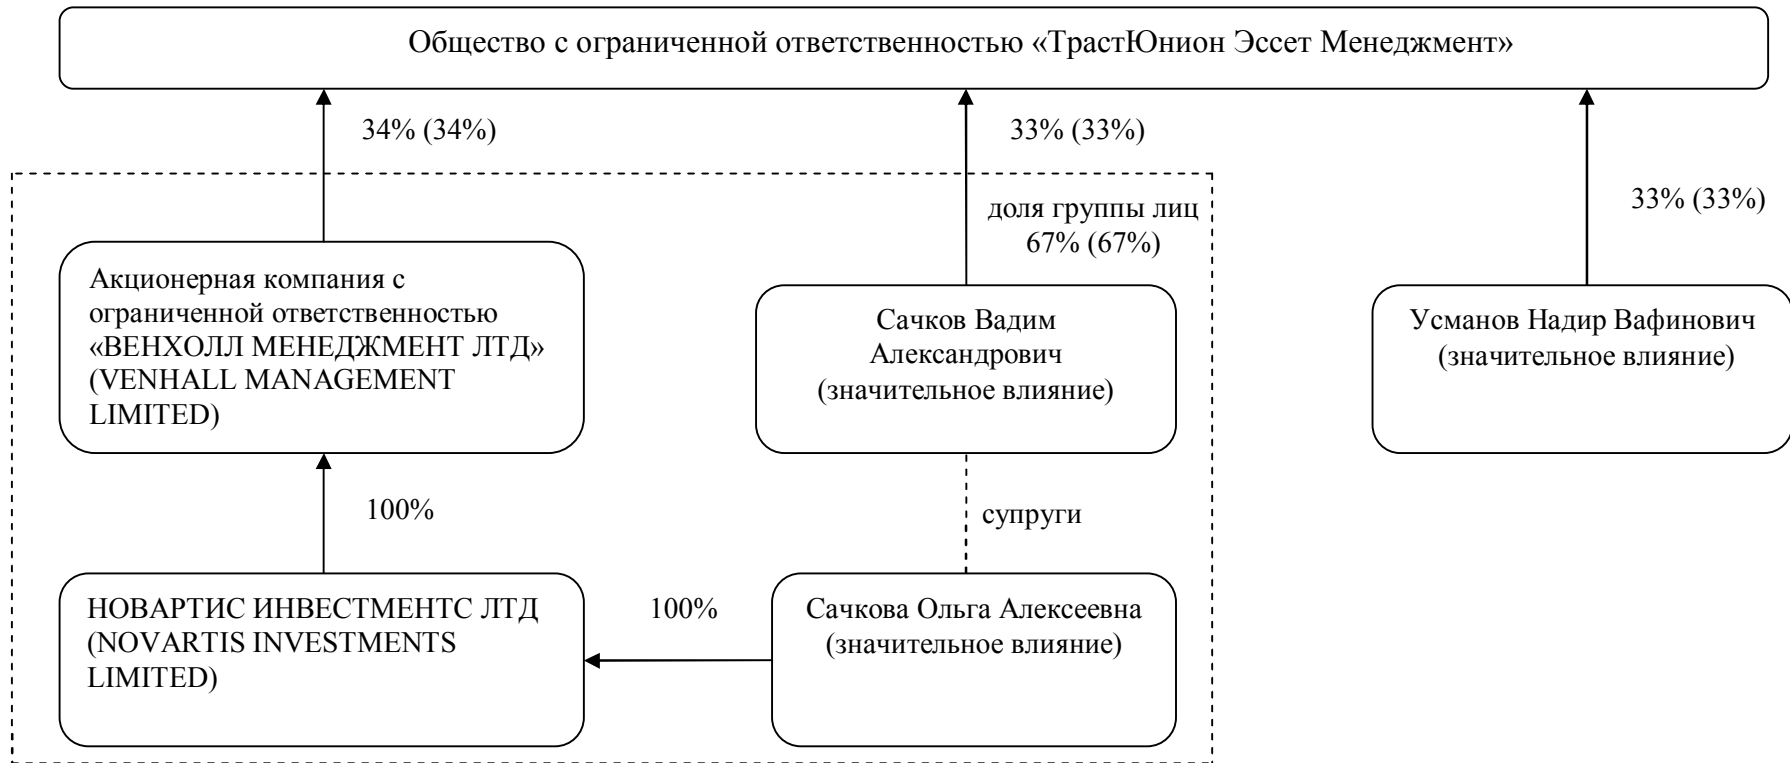 Общество с ограниченной ответственностью «ТрастЮнион Эссет Менеджмент»
34% (34%)
33% (33%)
33% (33%)
доля группы лиц
67% (67%)
Акционерная компания с
ограниченной ответственностью
«ВЕНХОЛЛ МЕНЕДЖМЕНТ ЛТД»
(VENHALL MANAGEMENT
LIMITED)
Сачков Вадим
Александрович
(значительное влияние)
Усманов Надир Вафинович
(значительное влияние)
100%
супруги
НОВАРТИС ИНВЕСТМЕНТС ЛТД
(NOVARTIS INVESTMENTS
LIMITED)
100%
Сачкова Ольга Алексеевна
(значительное влияние)